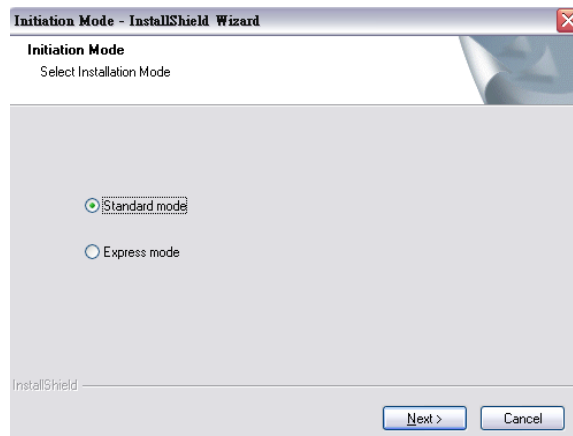 Initiation Mode - InstallShield Wizard
Initiation Mode
Select Installation Mode
Standard mode
Express mode
InstallShield
Next >
Cancel